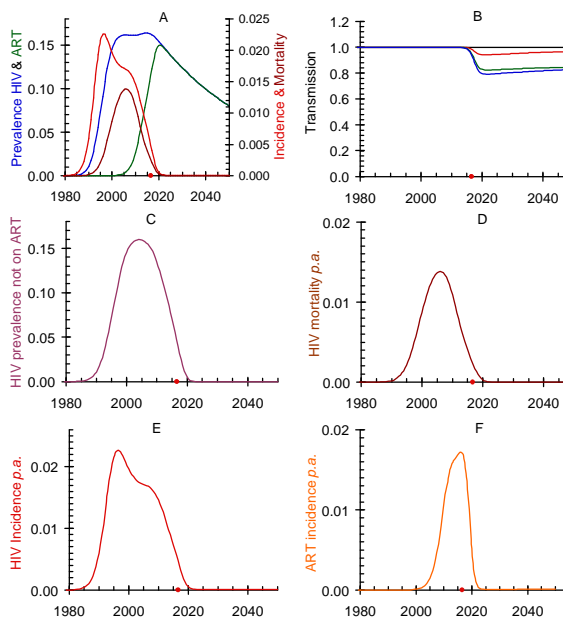 A
Prevalence HIV & ART
0.15
0.10
0.05
0.00
0.025
0.020
0.015
0.010
0.005
0.000
Incidence & Mortality
1980 2000 2020 2040
B
Transmission
1.2
1.0
0.8
0.6
0.4
0.2
0.0
1980 2000 2020 2040
C
HIV prevalence not on ART
0.15
0.10
0.05
0.00
1980 2000 2020 2040
D
HIV mortality p.a.
0.02
0.01
0.00
1980 2000 2020 2040
E
HIV Incidence p.a.
0.02
0.01
0.00
1980 2000 2020 2040
F
ART incidence p.a.
0.02
0.01
0.00
1980 2000 2020 2040